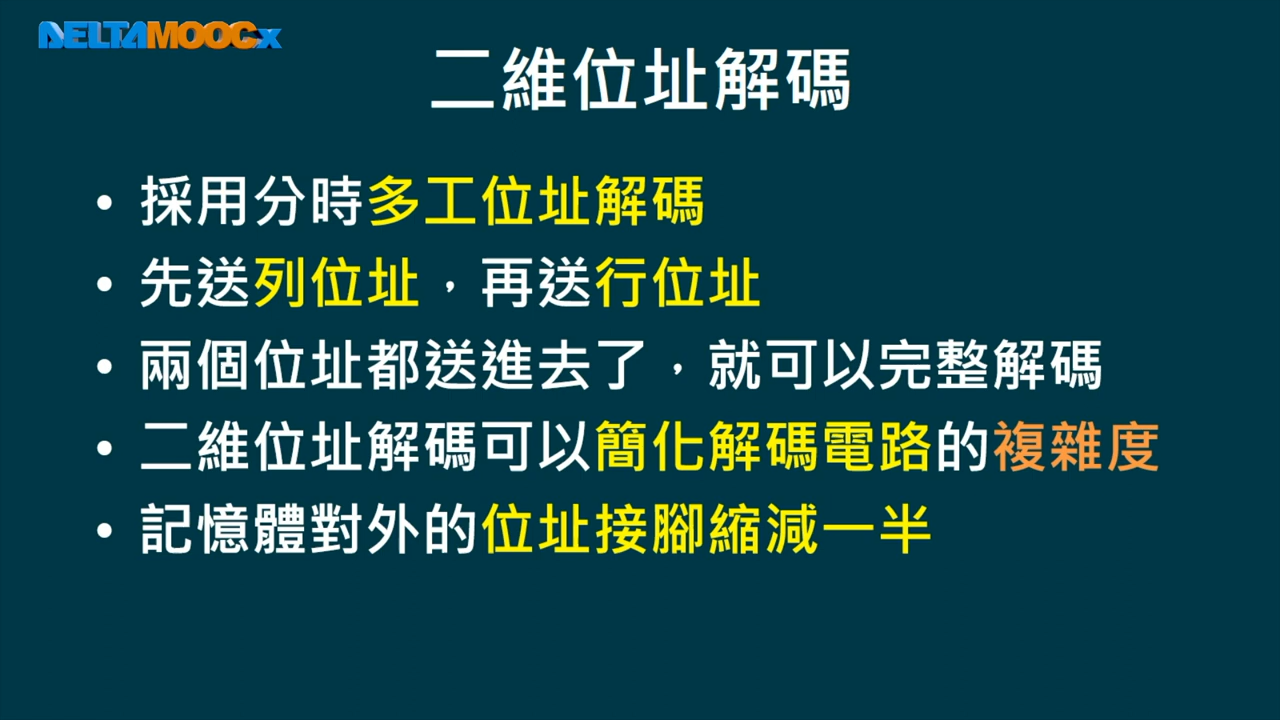 DELTAMOOCx
二維位址解碼
• 採用分時多工位址解碼
• 先送列位址，再送行位址
• 兩個位址都送進去了，就可以完整解碼
• 二維位址解碼可以簡化解碼電路的複雜度
• 記憶體對外的位址接腳縮減一半